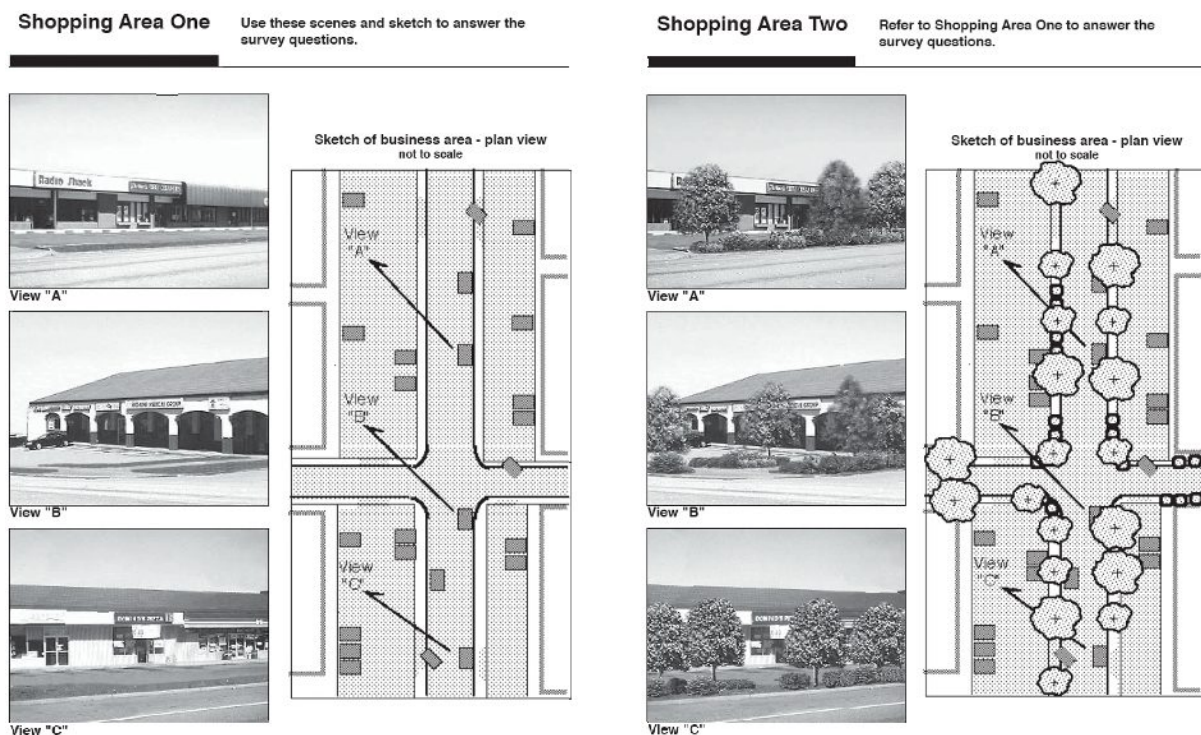 Shopping Area One
Use these scenes and sketch to answer the
survey questions.
Sketch of business area - plan view
not to scale
Radio Shack
View "A"
View
"A"
View
"B"
View
"C"
View "B"
DOMINO'S PIZZA
View "C"
Shopping Area Two
Refer to Shopping Area One to answer the
survey questions.
Sketch of business area - plan view
not to scale
View "A"
View
"A"
View
"B"
View
"C"
View "B"
View "C"